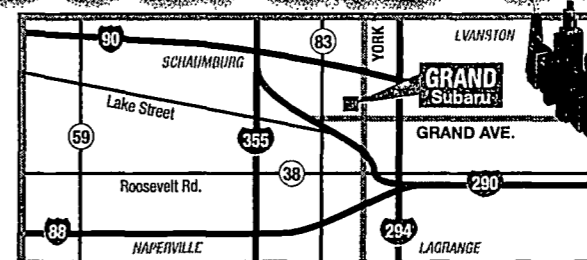 90
83
YORK
LVANSTON
SCHAUMBURG
GRAND
Subaru
Lake Street
59
355
GRAND AVE.
38
Roosevelt Rd.
290
88
294
NAPERVILLE
LAGRANGE